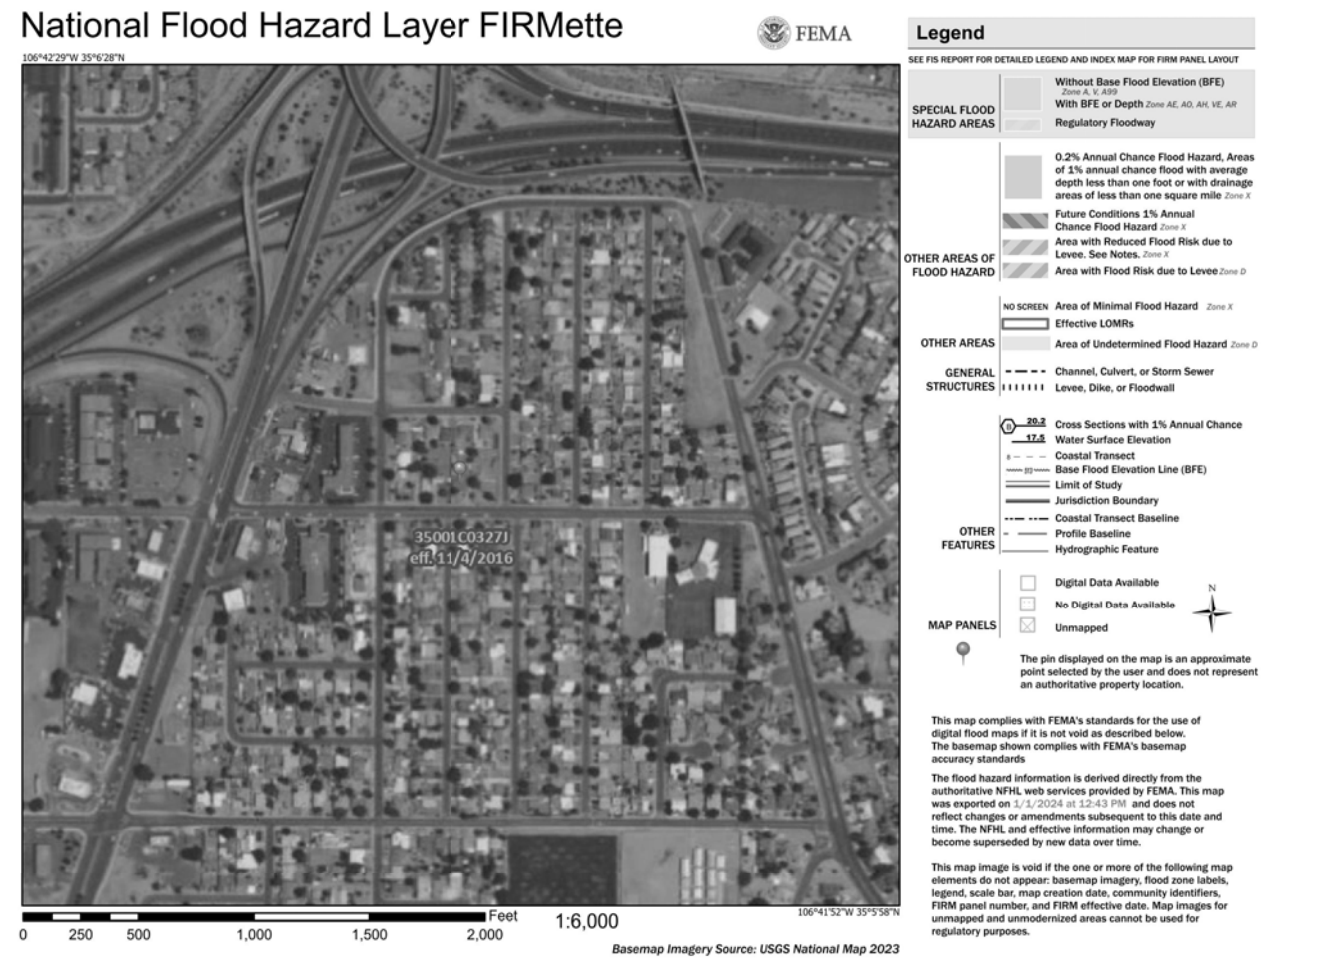 National Flood Hazard Layer FIRMette
FEMA
106°42'29"W 35°6'28"N
35001C0327J
eff. 11/4/2016
106°41'52"W 35°5'58"N
Feet
1:6,000
0 250 500 1,000 1,500 2,000
Basemap Imagery Source: USGS National Map 2023
Legend
SEE FIS REPORT FOR DETAILED LEGEND AND INDEX MAP FOR FIRM PANEL LAYOUT
SPECIAL FLOOD
HAZARD AREAS
Without Base Flood Elevation (BFE)
Zone A, V, A99
With BFE or Depth Zone AE, AO, AH, VE, AR
Regulatory Floodway
0.2% Annual Chance Flood Hazard, Areas
of 1% annual chance flood with average
depth less than one foot or with drainage
areas of less than one square mile Zone X
Future Conditions 1% Annual
Chance Flood Hazard Zone X
Area with Reduced Flood Risk due to
Levee. See Notes. Zone X
Area with Flood Risk due to Levee Zone D
OTHER AREAS OF
FLOOD HAZARD
NO SCREEN Area of Minimal Flood Hazard Zone X
Effective LOMRs
OTHER AREAS
Area of Undetermined Flood Hazard Zone D
GENERAL
STRUCTURES
Channel, Culvert, or Storm Sewer
Levee, Dike, or Floodwall
B 20.2 Cross Sections with 1% Annual Chance
17.5 Water Surface Elevation
8 Coastal Transect
513 Base Flood Elevation Line (BFE)
Limit of Study
Jurisdiction Boundary
Coastal Transect Baseline
OTHER
FEATURES
Profile Baseline
Hydrographic Feature
Digital Data Available
No Digital Data Available
N
MAP PANELS
Unmapped
The pin displayed on the map is an approximate
point selected by the user and does not represent
an authoritative property location.
This map complies with FEMA's standards for the use of
digital flood maps if it is not void as described below.
The basemap shown complies with FEMA's basemap
accuracy standards
The flood hazard information is derived directly from the
authoritative NFHL web services provided by FEMA. This map
was exported on 1/1/2024 at 12:43 PM and does not
reflect changes or amendments subsequent to this date and
time. The NFHL and effective information may change or
become superseded by new data over time.
This map image is void if the one or more of the following map
elements do not appear: basemap imagery, flood zone labels,
legend, scale bar, map creation date, community identifiers,
FIRM panel number, and FIRM effective date. Map images for
unmapped and unmodernized areas cannot be used for
regulatory purposes.